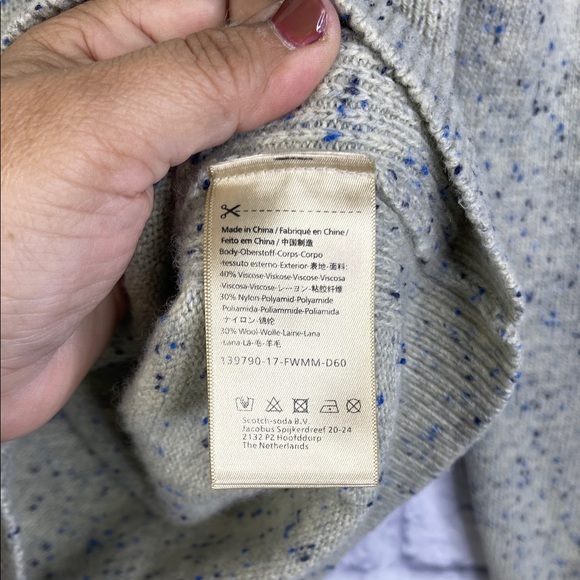 Made in China / Fabriqué en Chine /
Feito em China / 中国制造
Body-Oberstoff-Corps-Corpo
tessuto esterno-Exterior-表地-面料:
40% Viscose-Viskose-Viscose-Viscosa
Viscosa-Viscose-レーヨン-粘胶纤维
30% Nylon-Polyamid-Polyamide
Poliamida-Poliammide-Poliamida
ナイロン-锦纶
30% Wool-Wolle-Laine-Lana
Lana-Lã-毛-羊毛
139790-17-FWMM-D60
Scotch-soda B.V.
Jacobus Spijkerdreef 20-24
2132 PZ Hoofddorp
The Netherlands